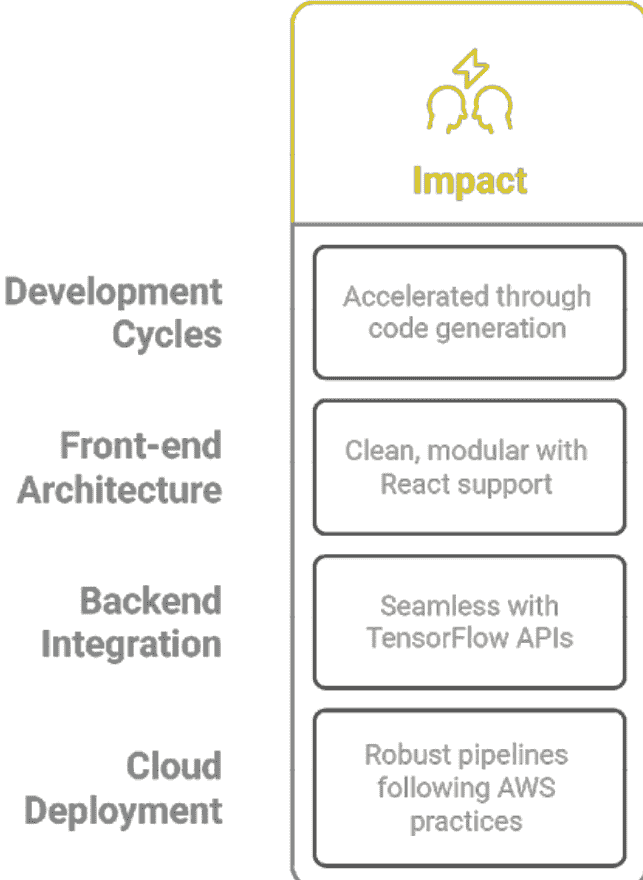 Impact
Development
Cycles
Accelerated through
code generation
Front-end
Architecture
Clean, modular with
React support
Backend
Integration
Seamless with
TensorFlow APIs
Cloud
Deployment
Robust pipelines
following AWS
practices